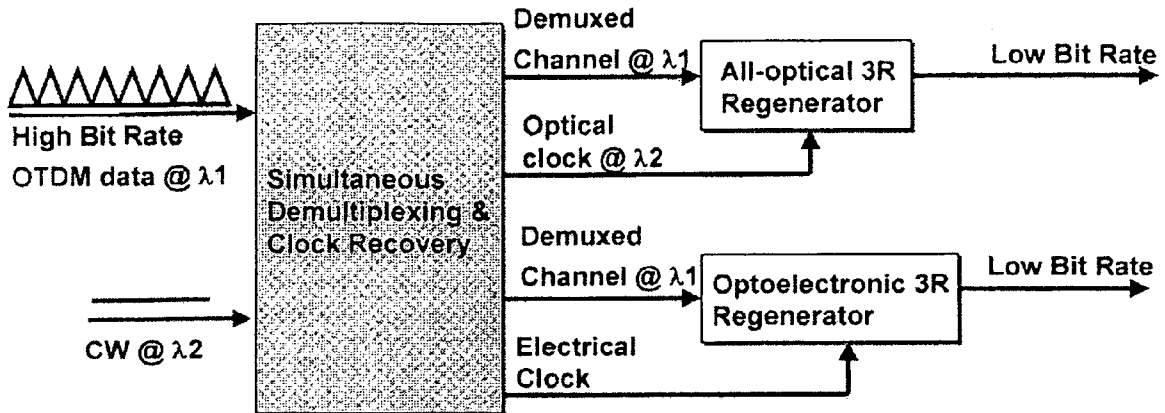 High Bit Rate
OTDM data @ λ1
CW @ λ2
Simultaneous
Demultiplexing &
Clock Recovery
Demuxed
Channel @ λ1
Optical
clock @ λ2
All-optical 3R
Regenerator
Low Bit Rate
Demuxed
Channel @ λ1
Electrical
Clock
Optoelectronic 3R
Regenerator
Low Bit Rate